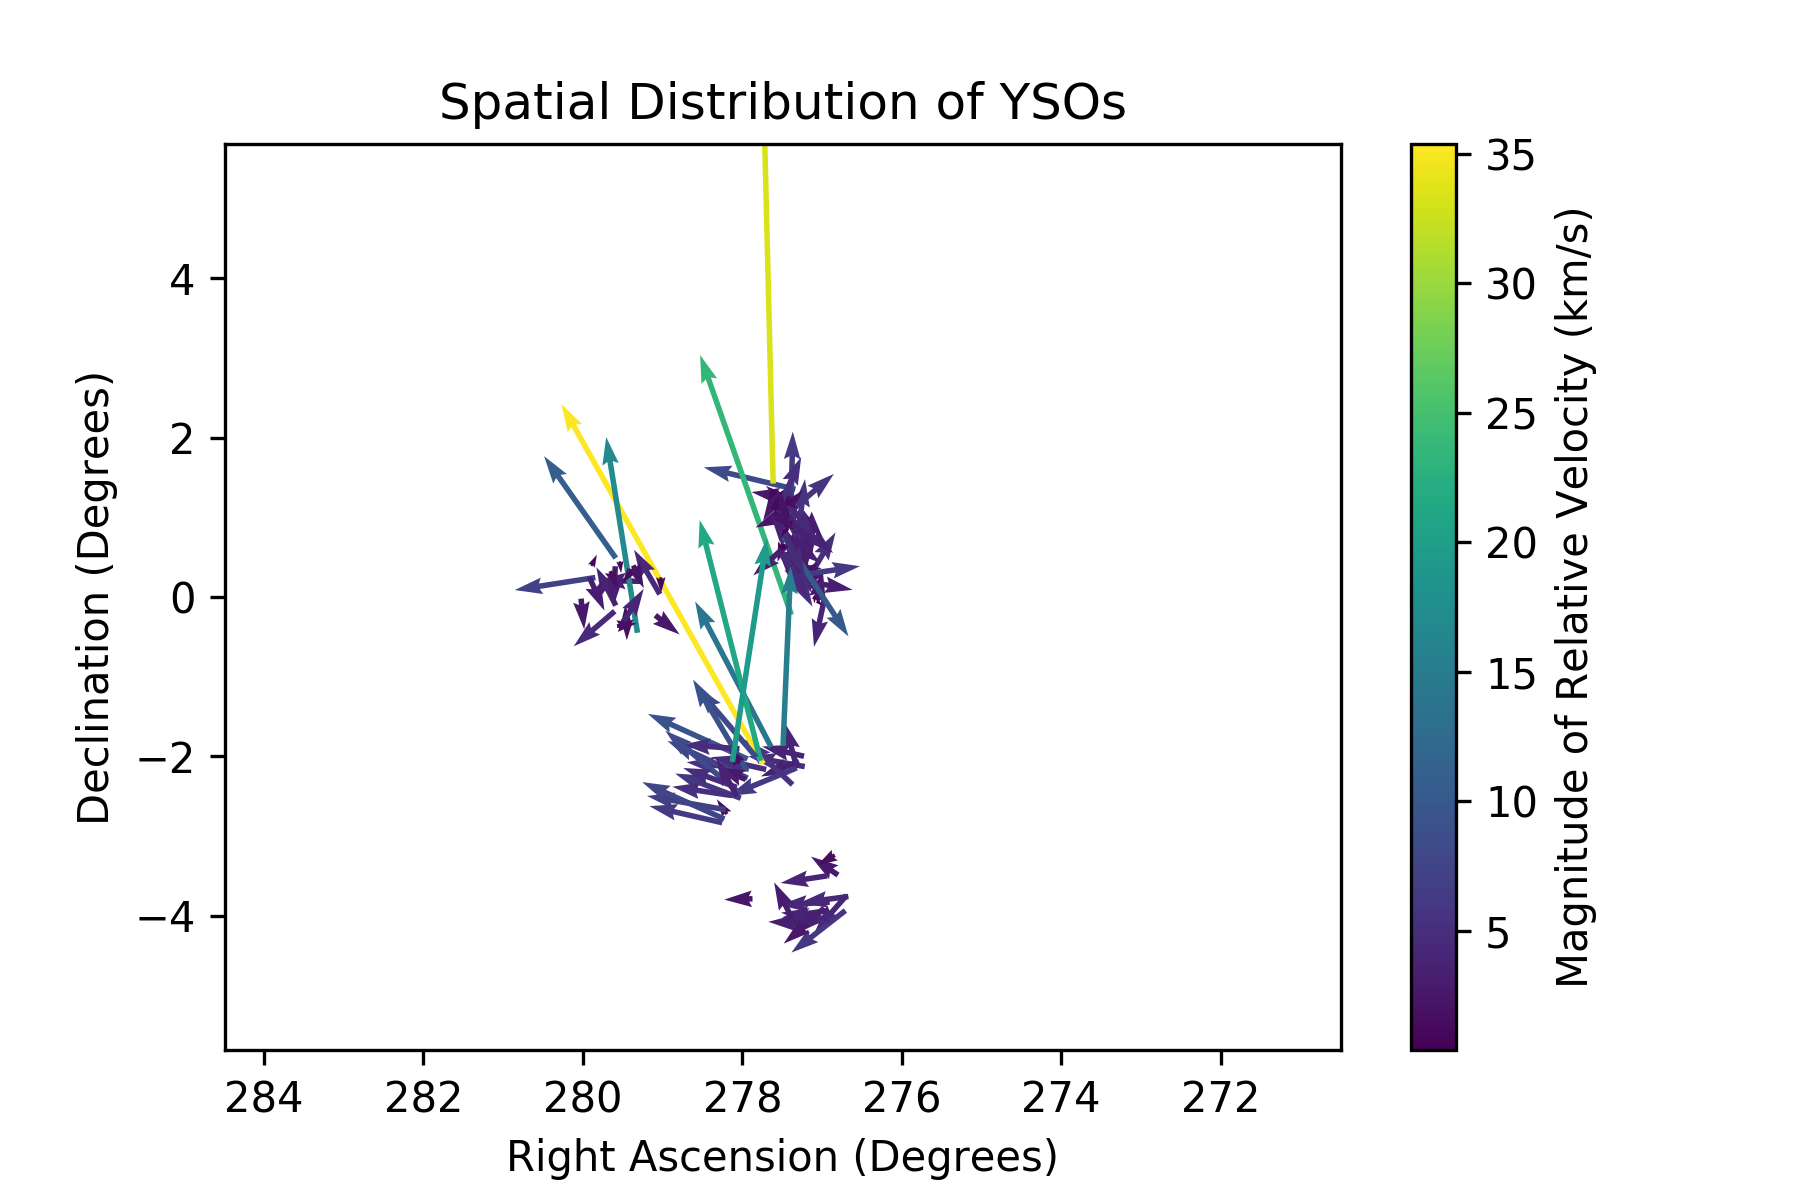 Spatial Distribution of YSOs
Declination (Degrees)
4
2
0
−2
−4
284 282 280 278 276 274 272
Right Ascension (Degrees)
35
30
25
20
15
10
5
Magnitude of Relative Velocity (km/s)